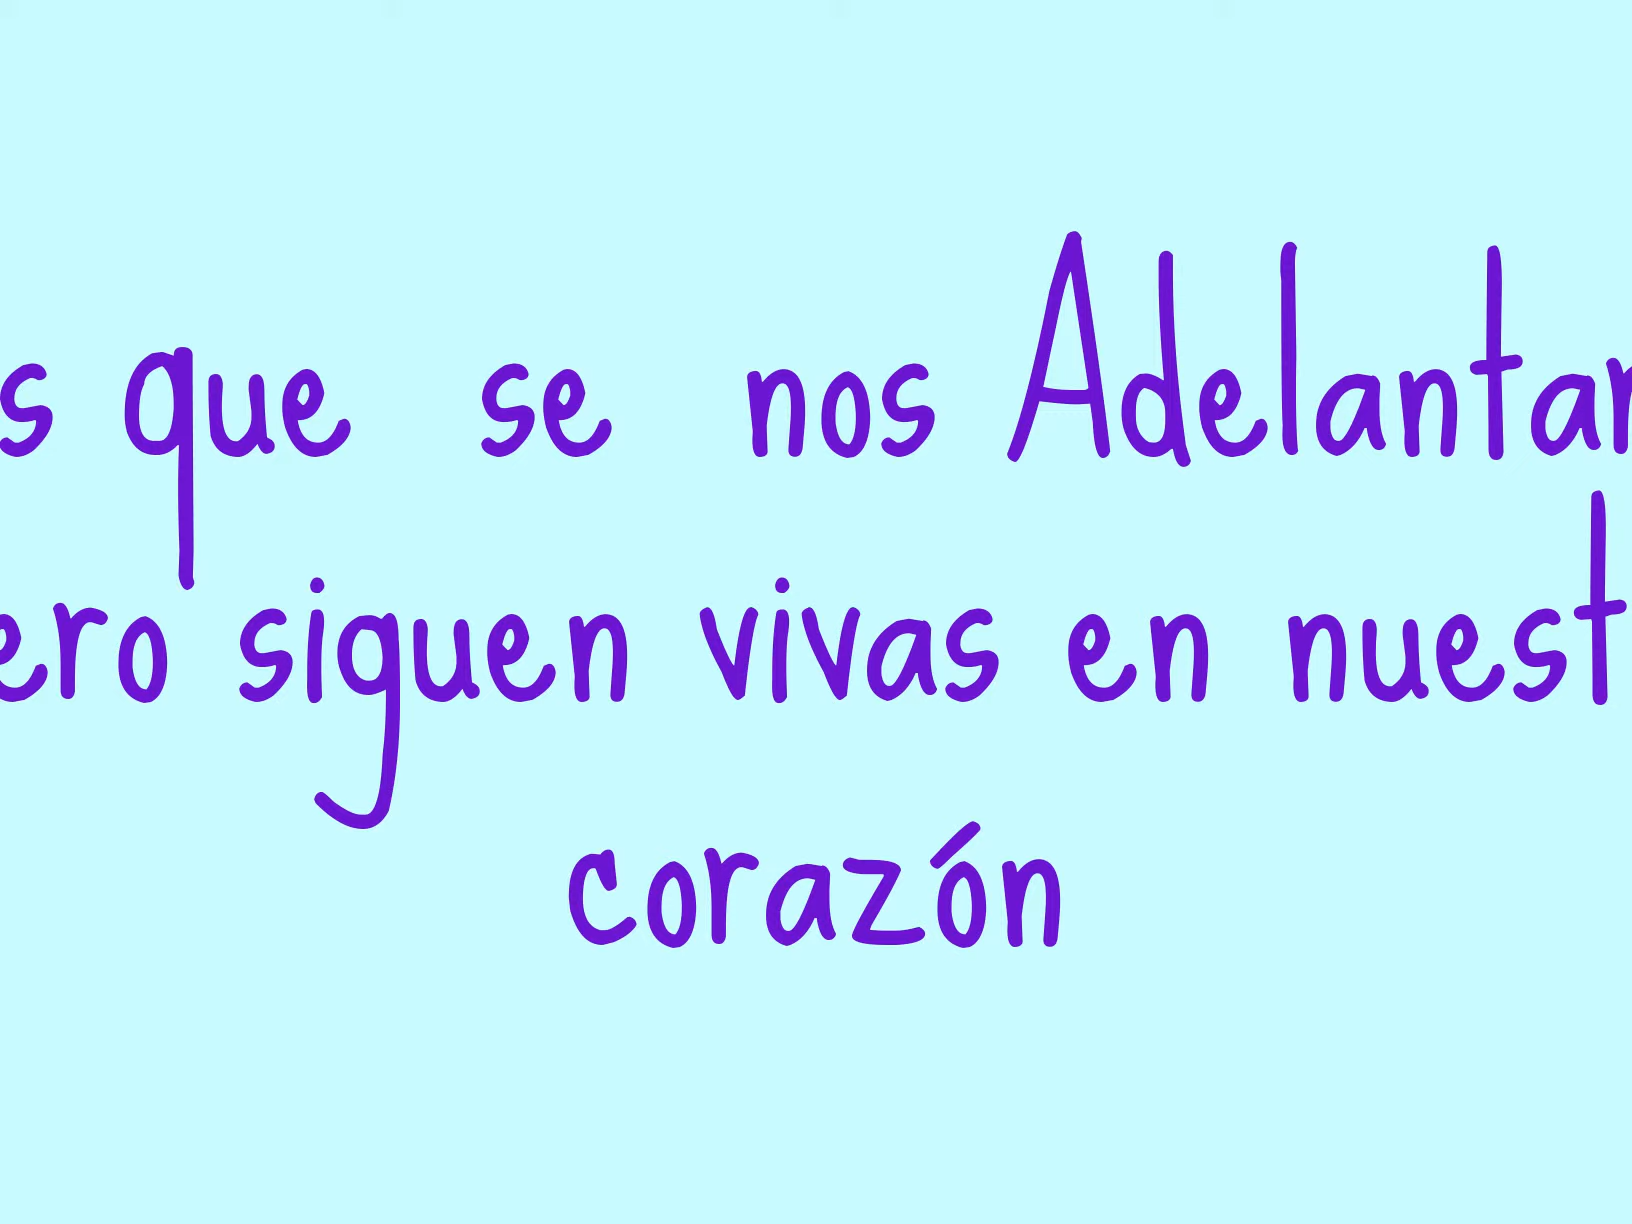 s que se nos Adelantar
ero siguen vivas en nuest
corazón